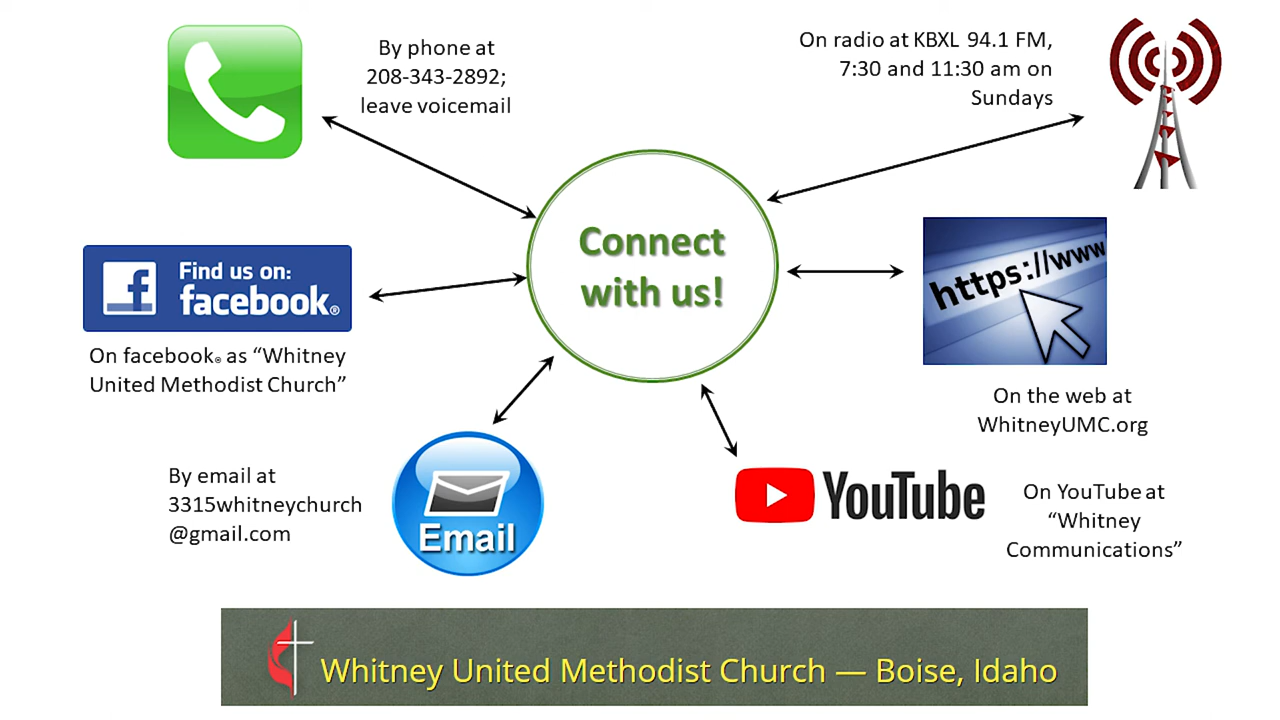 By phone at
208-343-2892;
leave voicemail
On radio at KBXL 94.1 FM,
7:30 and 11:30 am on
Sundays
Connect
with us!
Find us on:
facebook®
On facebook® as “Whitney
United Methodist Church”
https://www
On the web at
WhitneyUMC.org
By email at
3315whitneychurch
@gmail.com
Email
YouTube
On YouTube at
“Whitney
Communications”
Whitney United Methodist Church — Boise, Idaho